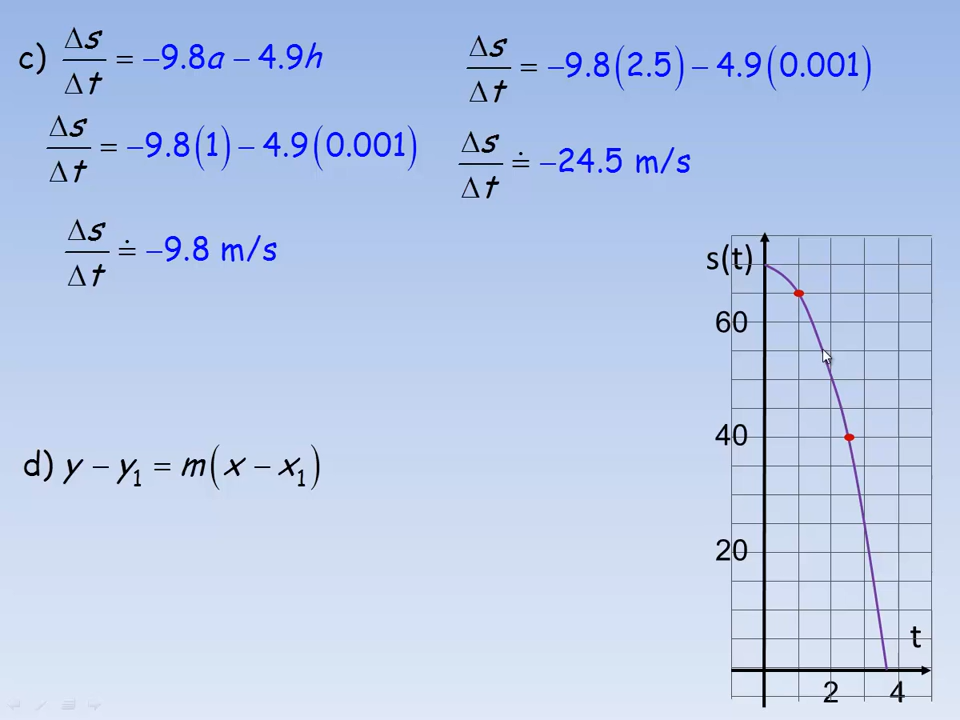 c) Δs/Δt = −9.8a − 4.9h
Δs/Δt = −9.8(1) − 4.9(0.001)
Δs/Δt ≐ −9.8 m/s
Δs/Δt = −9.8(2.5) − 4.9(0.001)
Δs/Δt ≐ −24.5 m/s
d) y − y₁ = m(x − x₁)
s(t)
60
40
20
t
2 4